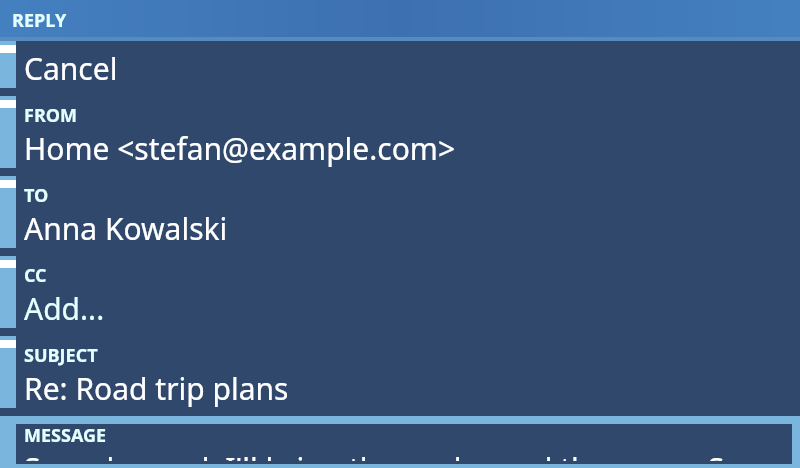 REPLY
Cancel
FROM
Home <stefan@example.com>
TO
Anna Kowalski
CC
Add...
SUBJECT
Re: Road trip plans
MESSAGE